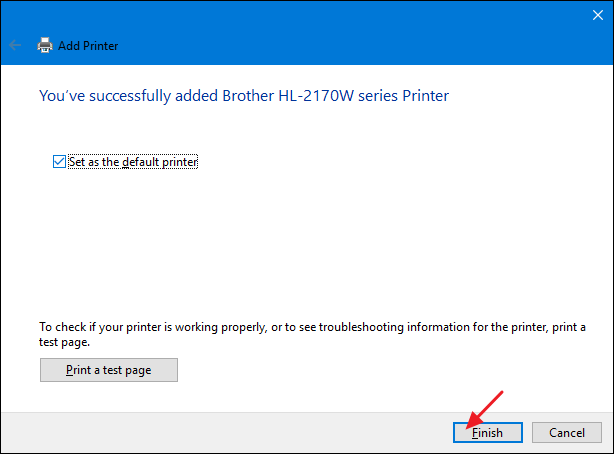 Add Printer
You've successfully added Brother HL-2170W series Printer
Set as the default printer
To check if your printer is working properly, or to see troubleshooting information for the printer, print a
test page.
Print a test page
Finish
Cancel